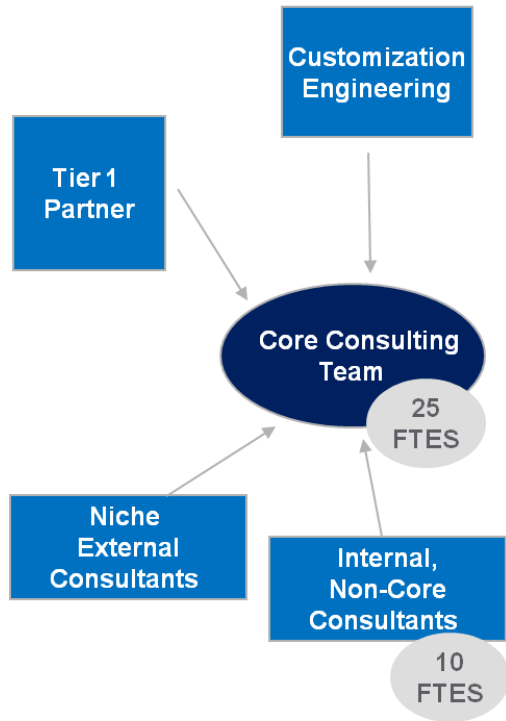 Customization
Engineering
Tier 1
Partner
Core Consulting
Team
25
FTES
Niche
External
Consultants
Internal,
Non-Core
Consultants
10
FTES